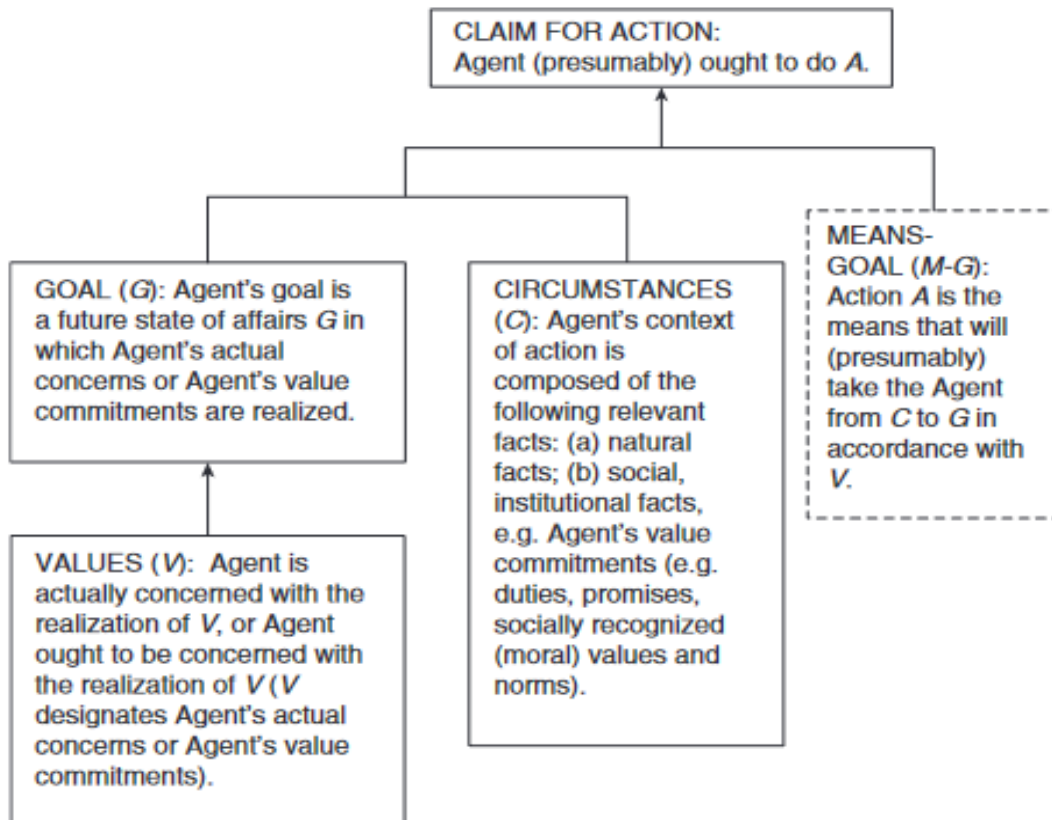 CLAIM FOR ACTION:
Agent (presumably) ought to do A.
GOAL (G): Agent's goal is
a future state of affairs G in
which Agent's actual
concerns or Agent's value
commitments are realized.
CIRCUMSTANCES
(C): Agent's context
of action is
composed of the
following relevant
facts: (a) natural
facts; (b) social,
institutional facts,
e.g. Agent's value
commitments (e.g.
duties, promises,
socially recognized
(moral) values and
norms).
MEANS-
GOAL (M-G):
Action A is the
means that will
(presumably)
take the Agent
from C to G in
accordance with
V.
VALUES (V): Agent is
actually concerned with the
realization of V, or Agent
ought to be concerned with
the realization of V (V
designates Agent's actual
concerns or Agent's value
commitments).